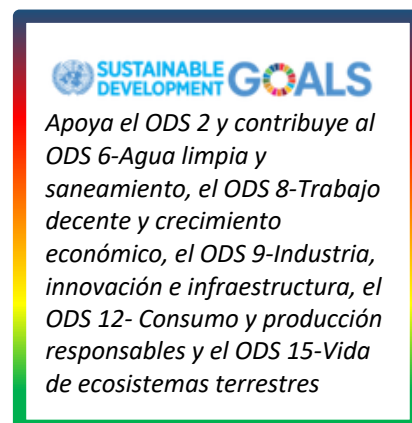 SUSTAINABLE
DEVELOPMENT GOALS
Apoya el ODS 2 y contribuye al
ODS 6-Agua limpia y
saneamiento, el ODS 8-Trabajo
decente y crecimiento
económico, el ODS 9-Industria,
innovación e infraestructura, el
ODS 12- Consumo y producción
responsables y el ODS 15-Vida
de ecosistemas terrestres